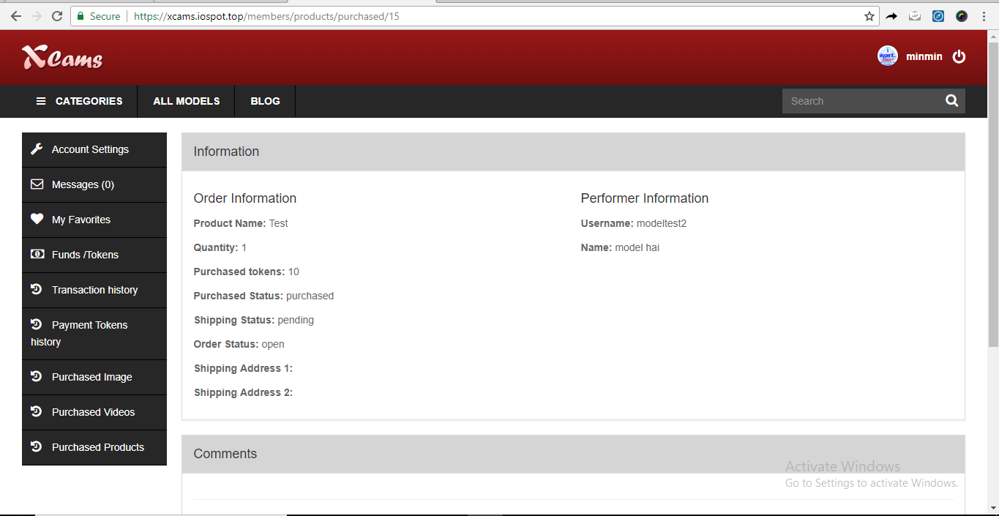 Secure https://xcams.iospot.top/members/products/purchased/15
XCams
minmin
CATEGORIES ALL MODELS BLOG Search
Account Settings
Messages (0)
My Favorites
Funds /Tokens
Transaction history
Payment Tokens
history
Purchased Image
Purchased Videos
Purchased Products
Information
Order Information
Product Name: Test
Quantity: 1
Purchased tokens: 10
Purchased Status: purchased
Shipping Status: pending
Order Status: open
Shipping Address 1:
Shipping Address 2:
Performer Information
Username: modeltest2
Name: model hai
Comments
Activate Windows
Go to Settings to activate Windows.